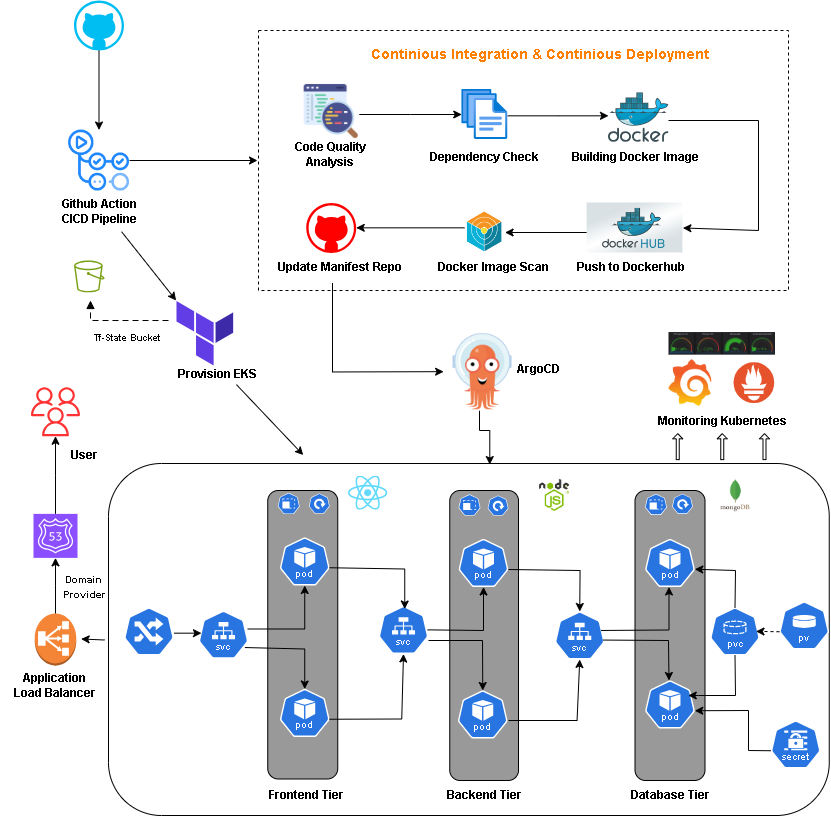 Continious Integration & Continious Deployment
Code Quality
Analysis
Dependency Check
docker
Building Docker Image
Github Action
CICD Pipeline
docker HUB
Update Manifest Repo
Docker Image Scan
Push to Dockerhub
Tf-State Bucket
Provision EKS
ArgoCD
Monitoring Kubernetes
User
node
JS
mongoDB
53
Domain
Provider
pod
pod
pod
svc
svc
svc
pvc
pv
Application
Load Balancer
pod
pod
pod
secret
Frontend Tier
Backend Tier
Database Tier